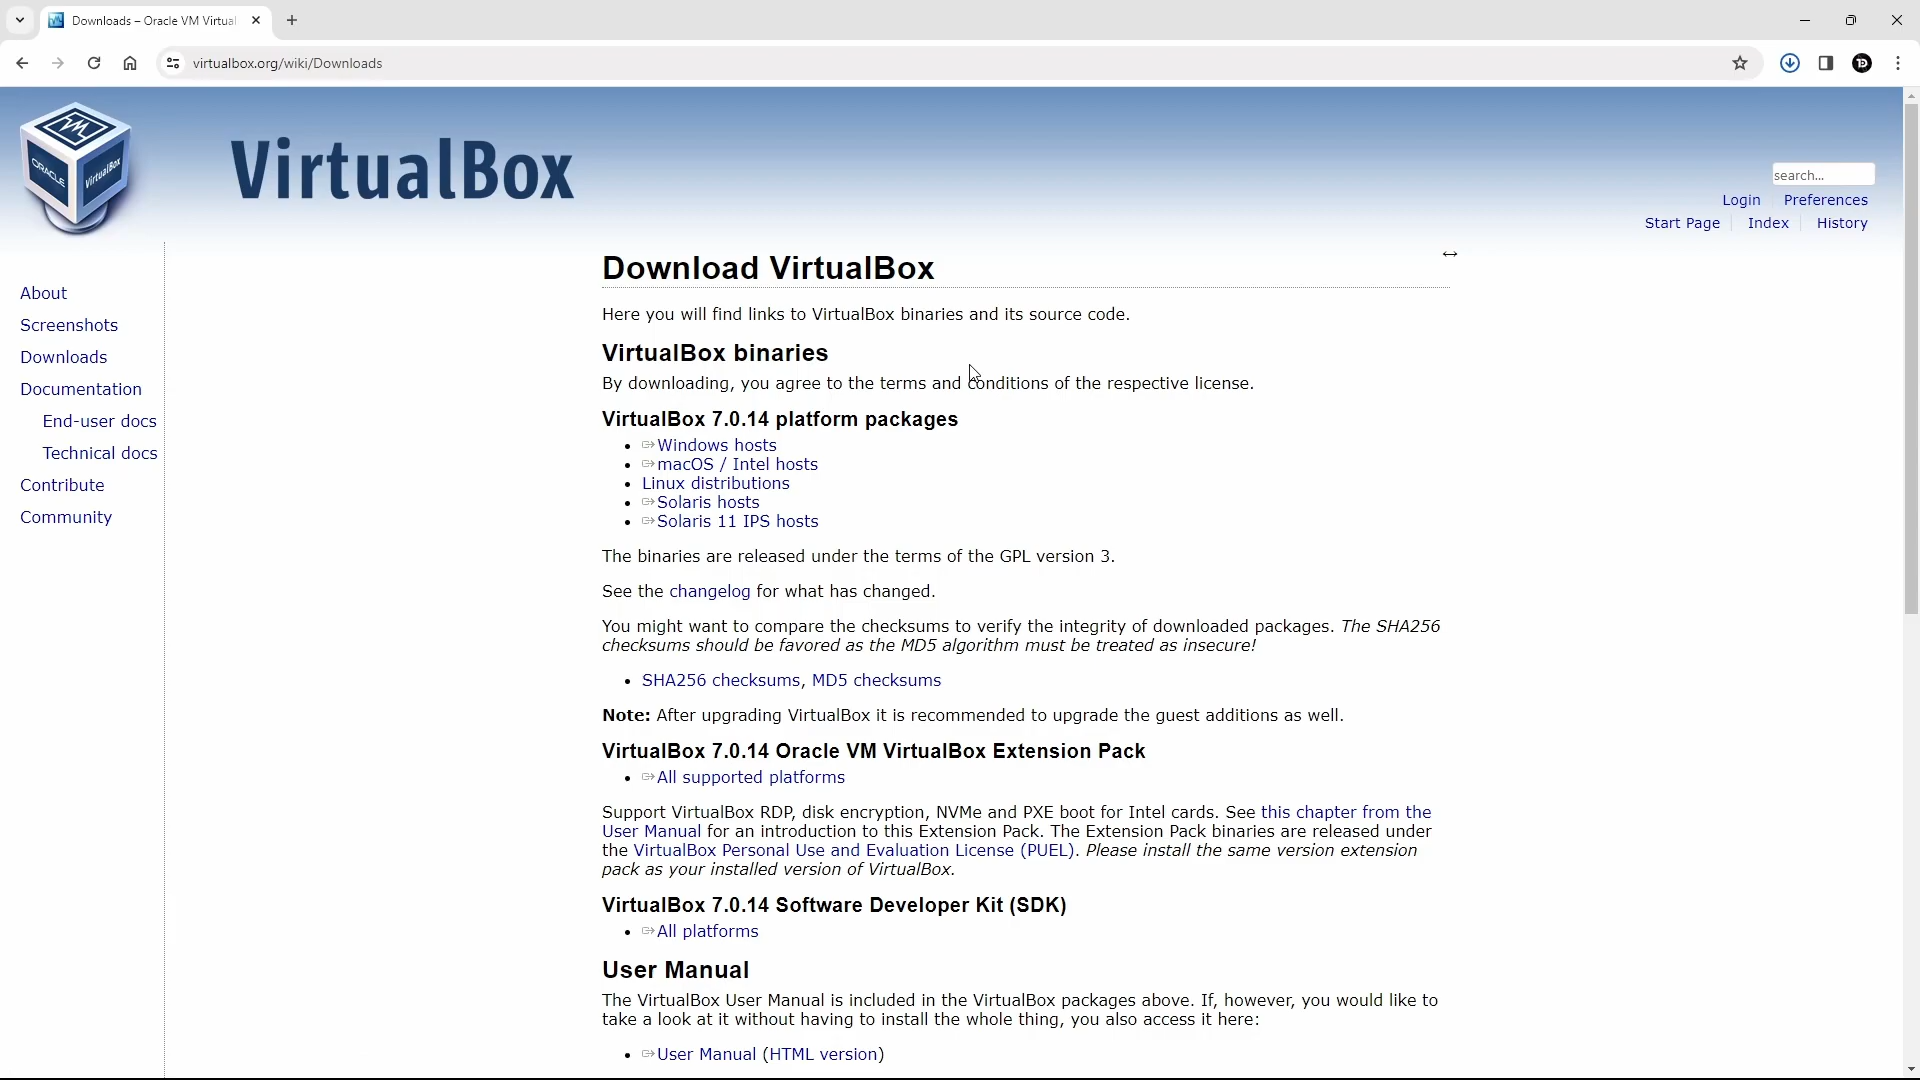 Downloads – Oracle VM Virtual
virtualbox.org/wiki/Downloads
ORACLE
VirtualBox
VirtualBox
search...
Login Preferences
Start Page Index History
About
Screenshots
Downloads
Documentation
End-user docs
Technical docs
Contribute
Community
Download VirtualBox
Here you will find links to VirtualBox binaries and its source code.
VirtualBox binaries
By downloading, you agree to the terms and conditions of the respective license.
VirtualBox 7.0.14 platform packages
Windows hosts
macOS / Intel hosts
Linux distributions
Solaris hosts
Solaris 11 IPS hosts
The binaries are released under the terms of the GPL version 3.
See the changelog for what has changed.
You might want to compare the checksums to verify the integrity of downloaded packages. The SHA256
checksums should be favored as the MD5 algorithm must be treated as insecure!
SHA256 checksums, MD5 checksums
Note: After upgrading VirtualBox it is recommended to upgrade the guest additions as well.
VirtualBox 7.0.14 Oracle VM VirtualBox Extension Pack
All supported platforms
Support VirtualBox RDP, disk encryption, NVMe and PXE boot for Intel cards. See this chapter from the
User Manual for an introduction to this Extension Pack. The Extension Pack binaries are released under
the VirtualBox Personal Use and Evaluation License (PUEL). Please install the same version extension
pack as your installed version of VirtualBox.
VirtualBox 7.0.14 Software Developer Kit (SDK)
All platforms
User Manual
The VirtualBox User Manual is included in the VirtualBox packages above. If, however, you would like to
take a look at it without having to install the whole thing, you also access it here:
User Manual (HTML version)